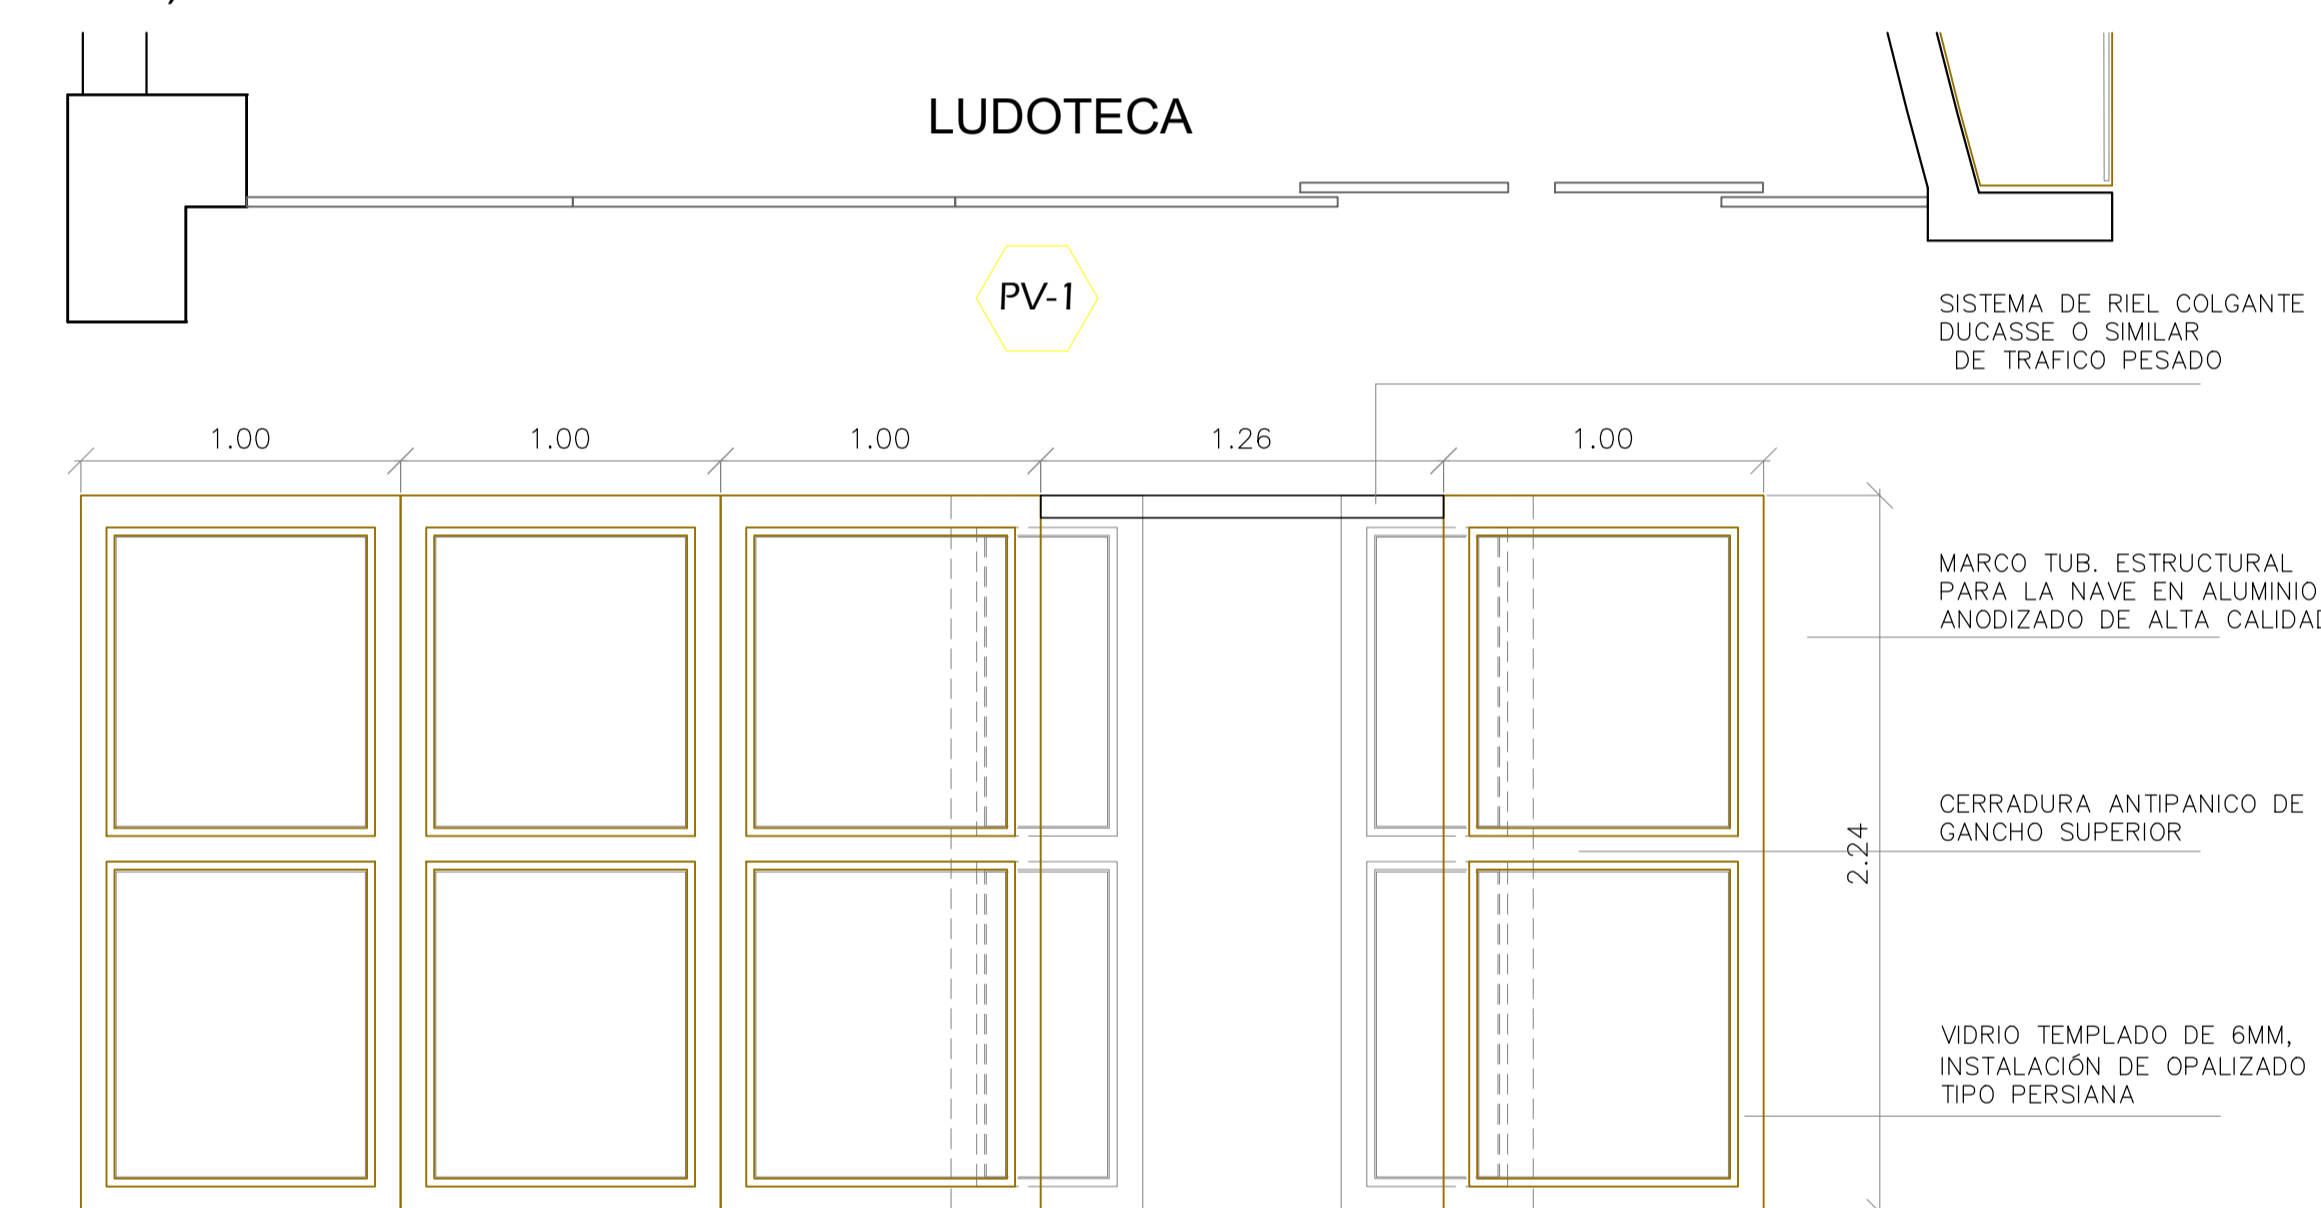 LUDOTECA
PV-1
SISTEMA DE RIEL COLGANTE
DUCASSE O SIMILAR
DE TRAFICO PESADO
1.00
1.00
1.00
1.26
1.00
MARCO TUB. ESTRUCTURAL
PARA LA NAVE EN ALUMINIO
ANODIZADO DE ALTA CALIDAD
CERRADURA ANTIPANICO DE
GANCHO SUPERIOR
2.24
VIDRIO TEMPLADO DE 6MM,
INSTALACIÓN DE OPALIZADO
TIPO PERSIANA